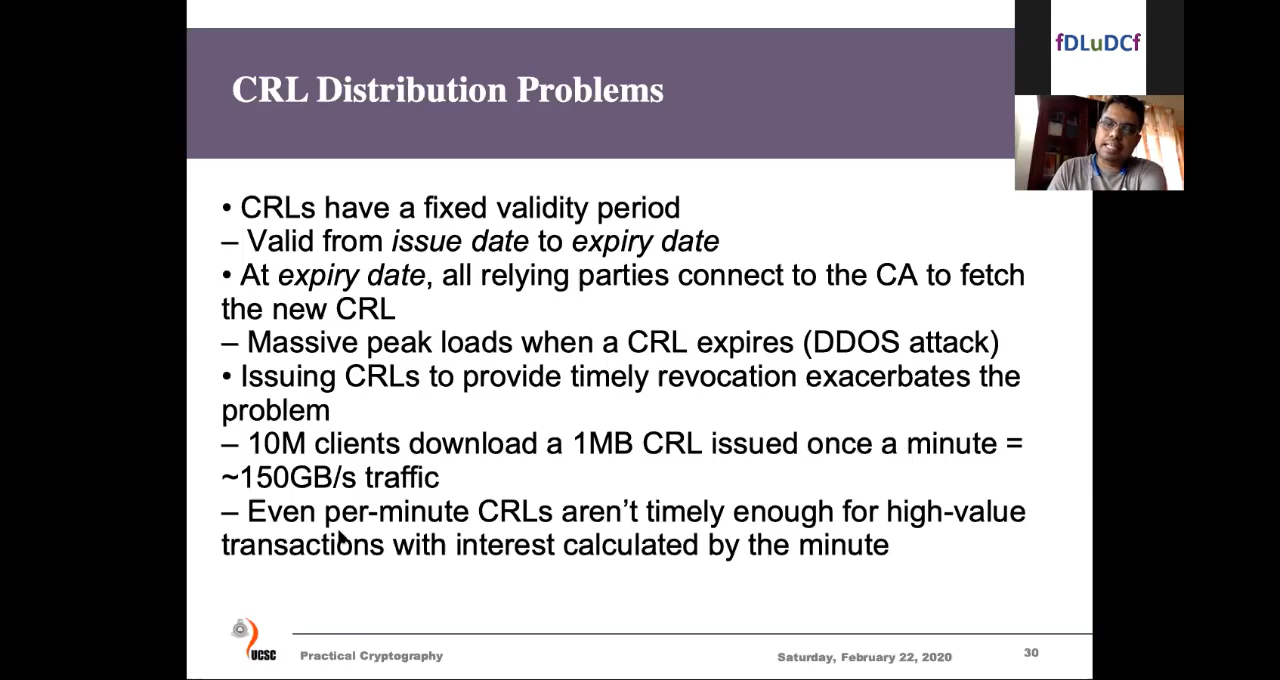 fDLuDCf
CRL Distribution Problems
• CRLs have a fixed validity period
– Valid from issue date to expiry date
• At expiry date, all relying parties connect to the CA to fetch
the new CRL
– Massive peak loads when a CRL expires (DDOS attack)
• Issuing CRLs to provide timely revocation exacerbates the
problem
– 10M clients download a 1MB CRL issued once a minute =
~150GB/s traffic
– Even per-minute CRLs aren’t timely enough for high-value
transactions with interest calculated by the minute
UCSC
Practical Cryptography
Saturday, February 22, 2020
30